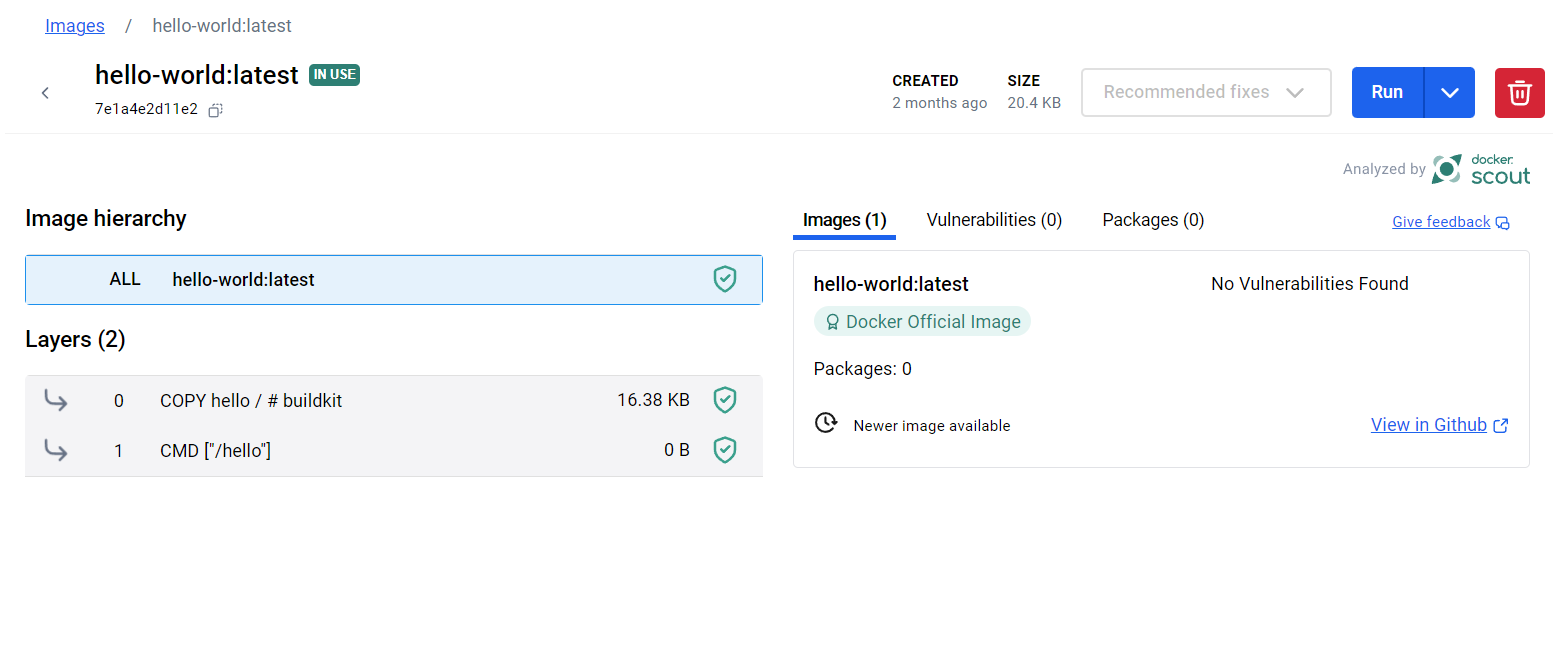 Images / hello-world:latest
hello-world:latest IN USE
7e1a4e2d11e2
CREATED
2 months ago
SIZE
20.4 KB
Recommended fixes
Run
Analyzed by docker scout
Image hierarchy
ALL hello-world:latest
Layers (2)
0 COPY hello / # buildkit 16.38 KB
1 CMD ["/hello"] 0 B
Images (1) Vulnerabilities (0) Packages (0) Give feedback
hello-world:latest No Vulnerabilities Found
Docker Official Image
Packages: 0
Newer image available View in Github